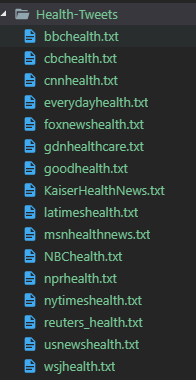 Health-Tweets
bbchealth.txt
cbchealth.txt
cnnhealth.txt
everydayhealth.txt
foxnewshealth.txt
gdnhealthcare.txt
goodhealth.txt
KaiserHealthNews.txt
latimeshealth.txt
msnhealthnews.txt
NBChealth.txt
nprhealth.txt
nytimeshealth.txt
reuters_health.txt
usnewshealth.txt
wsjhealth.txt